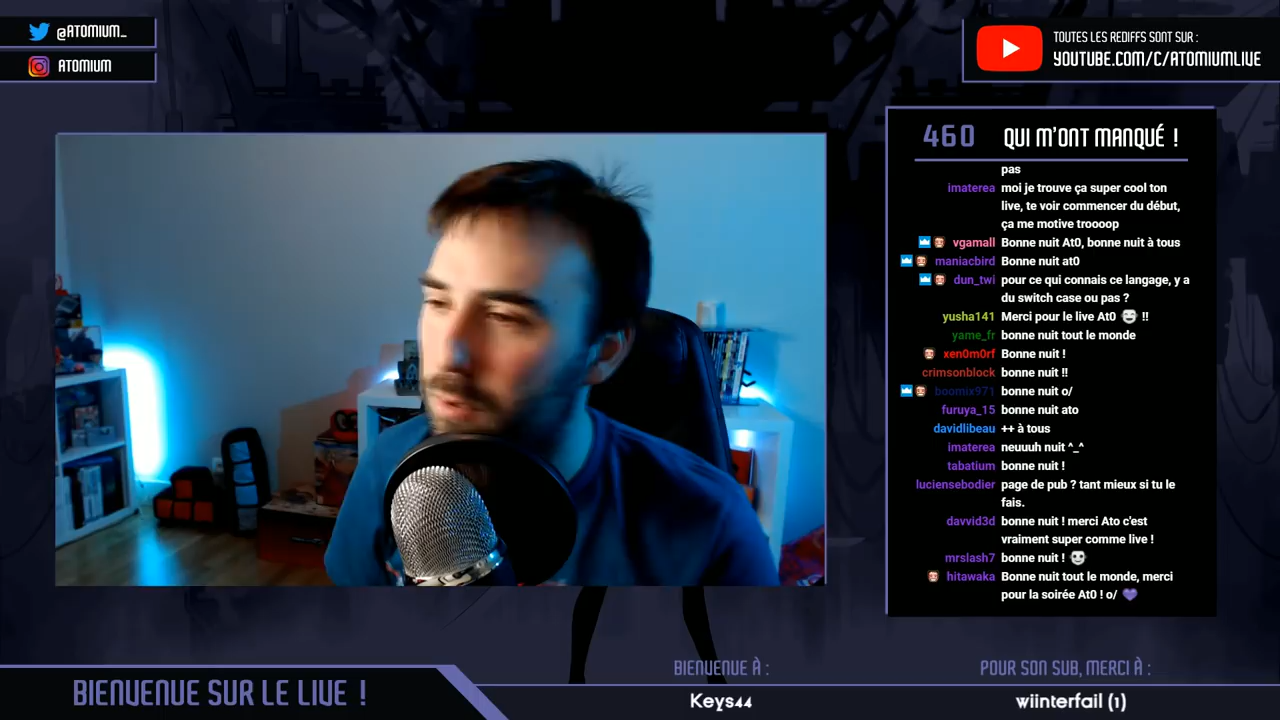 @ATOMIUM_
ATOMIUM
TOUTES LES REDIFFS SONT SUR :
YOUTUBE.COM/C/ATOMIUMLIVE
460 QUI M'ONT MANQUÉ !
pas
imaterea moi je trouve ça super cool ton
live, te voir commencer du début,
ça me motive troooop
vgamall Bonne nuit At0, bonne nuit à tous
maniacbird Bonne nuit at0
dun_twi pour ce qui connais ce langage, y a
du switch case ou pas ?
yusha141 Merci pour le live At0 !!
yame_fr bonne nuit tout le monde
xen0m0rf Bonne nuit !
crimsonblock bonne nuit !!
boomix971 bonne nuit o/
furuya_15 bonne nuit ato
davidlibeau ++ à tous
imaterea neuuuh nuit ^_^
tabatium bonne nuit !
luciensebodier page de pub ? tant mieux si tu le
fais.
davvid3d bonne nuit ! merci Ato c'est
vraiment super comme live !
mrslash7 bonne nuit !
hitawaka Bonne nuit tout le monde, merci
pour la soirée At0 ! o/ 💜
BIENVENUE SUR LE LIVE !
BIENVENUE À :
Keys44
POUR SON SUB, MERCI À :
wiinterfail (1)